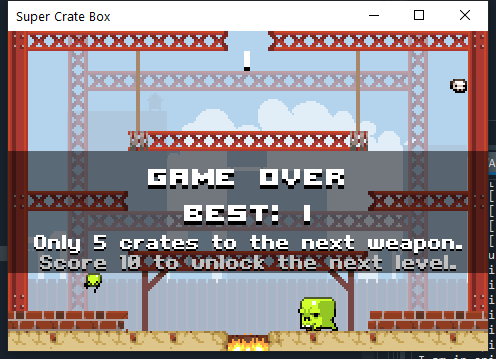 Super Crate Box
1
GAME OVER
BEST: 1
Only 5 crates to the next weapon.
Score 10 to unlock the next level.